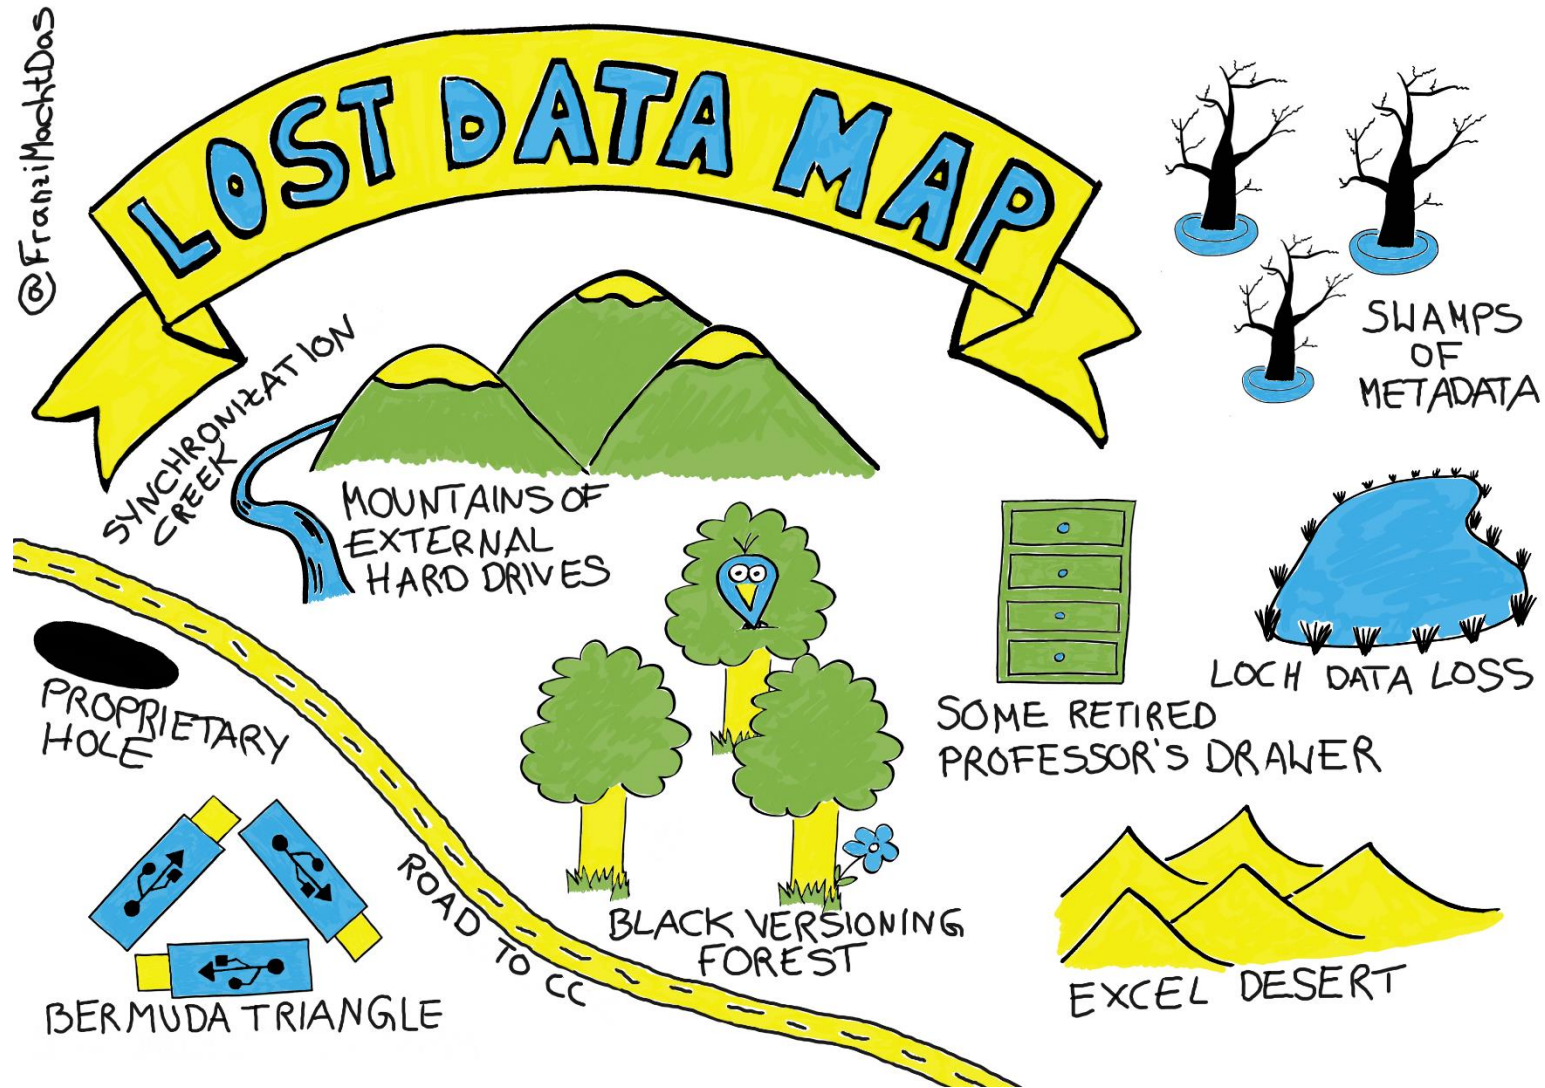 @FranziMachtDas
LOST DATA MAP
SWAMPS
OF
METADATA
SYNCHRONIZATION
CREEK
MOUNTAINS OF
EXTERNAL
HARD DRIVES
LOCH DATA LOSS
PROPRIETARY
HOLE
SOME RETIRED
PROFESSOR'S DRAWER
ROAD TO CC
BLACK VERSIONING
FOREST
EXCEL DESERT
BERMUDA TRIANGLE